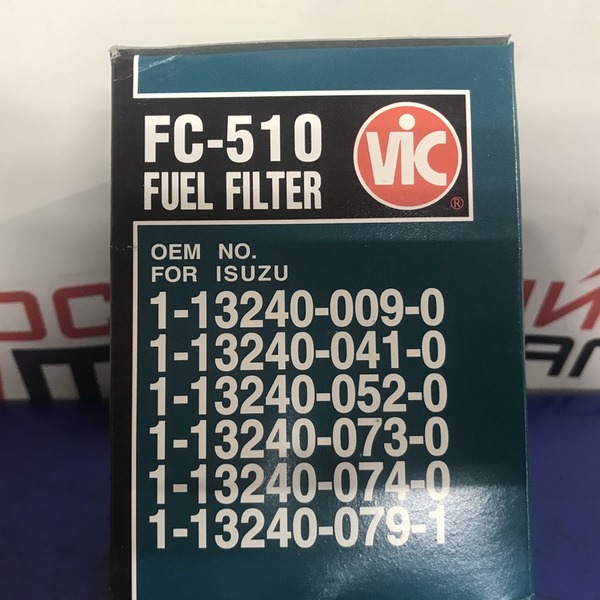 FC-510
FUEL FILTER
VIC
®
OEM NO.
FOR ISUZU
1-13240-009-0
1-13240-041-0
1-13240-052-0
1-13240-073-0
1-13240-074-0
1-13240-079-1